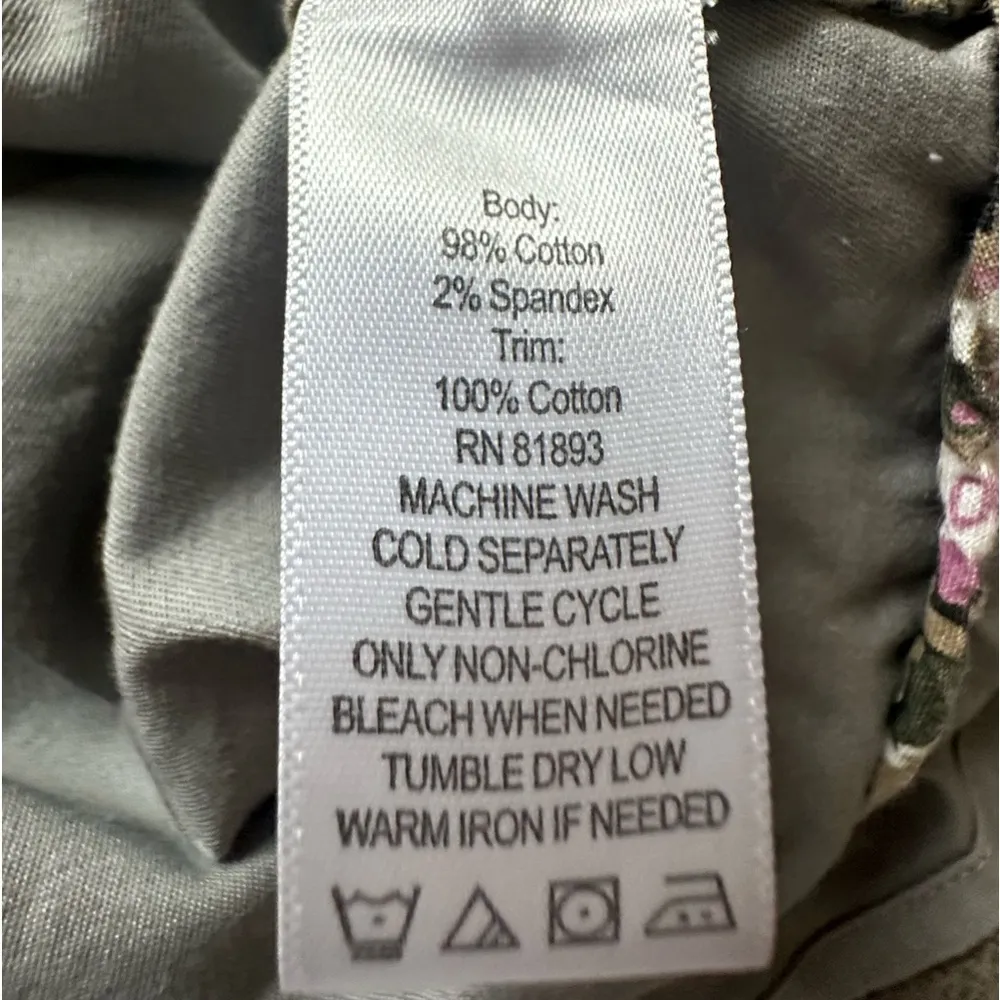 Body:
98% Cotton
2% Spandex
Trim:
100% Cotton
RN 81893
MACHINE WASH
COLD SEPARATELY
GENTLE CYCLE
ONLY NON-CHLORINE
BLEACH WHEN NEEDED
TUMBLE DRY LOW
WARM IRON IF NEEDED